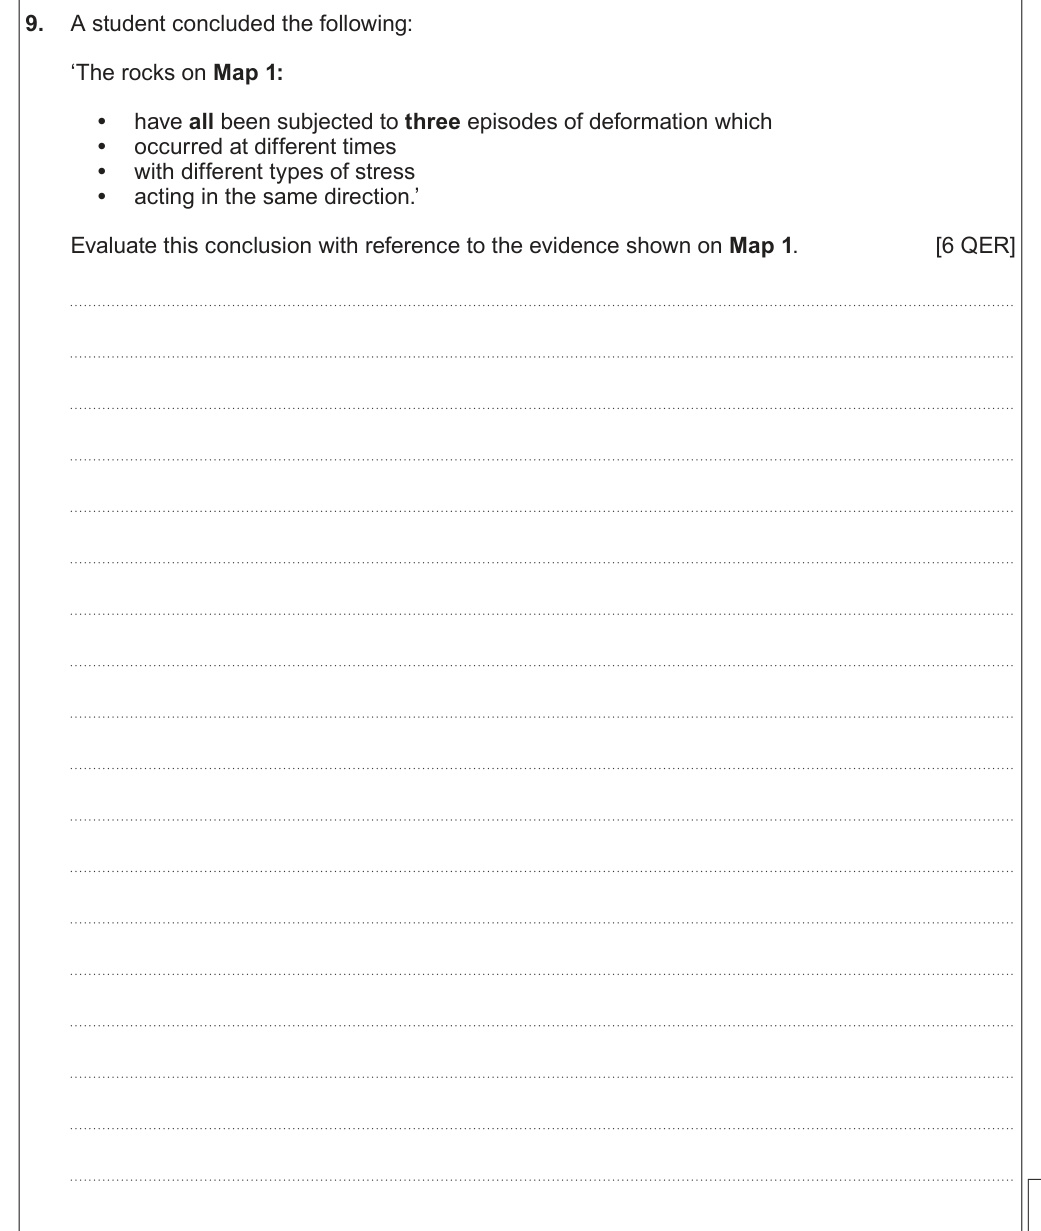 9. A student concluded the following:
‘The rocks on Map 1:
• have all been subjected to three episodes of deformation which
• occurred at different times
• with different types of stress
• acting in the same direction.’
Evaluate this conclusion with reference to the evidence shown on Map 1. [6 QER]